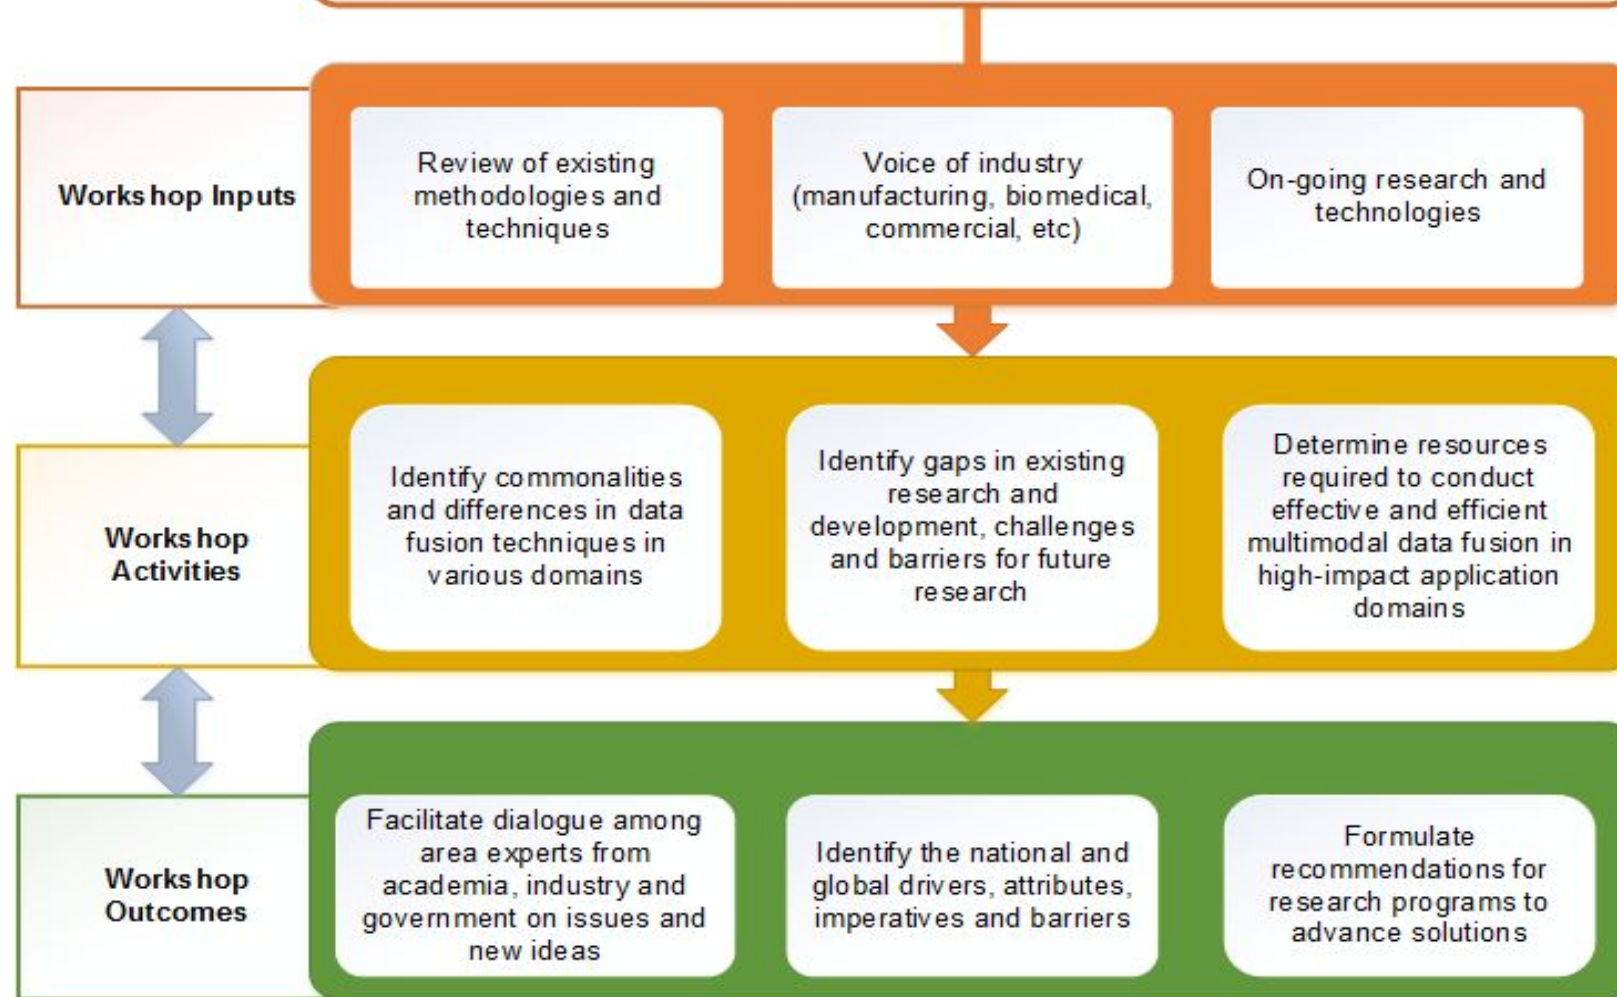 Workshop Inputs
Review of existing
methodologies and
techniques
Voice of industry
(manufacturing, biomedical,
commercial, etc)
On-going research and
technologies
Workshop
Activities
Identify commonalities
and differences in data
fusion techniques in
various domains
Identify gaps in existing
research and
development, challenges
and barriers for future
research
Determine resources
required to conduct
effective and efficient
multimodal data fusion in
high-impact application
domains
Workshop
Outcomes
Facilitate dialogue among
area experts from
academia, industry and
government on issues and
new ideas
Identify the national and
global drivers, attributes,
imperatives and barriers
Formulate
recommendations for
research programs to
advance solutions